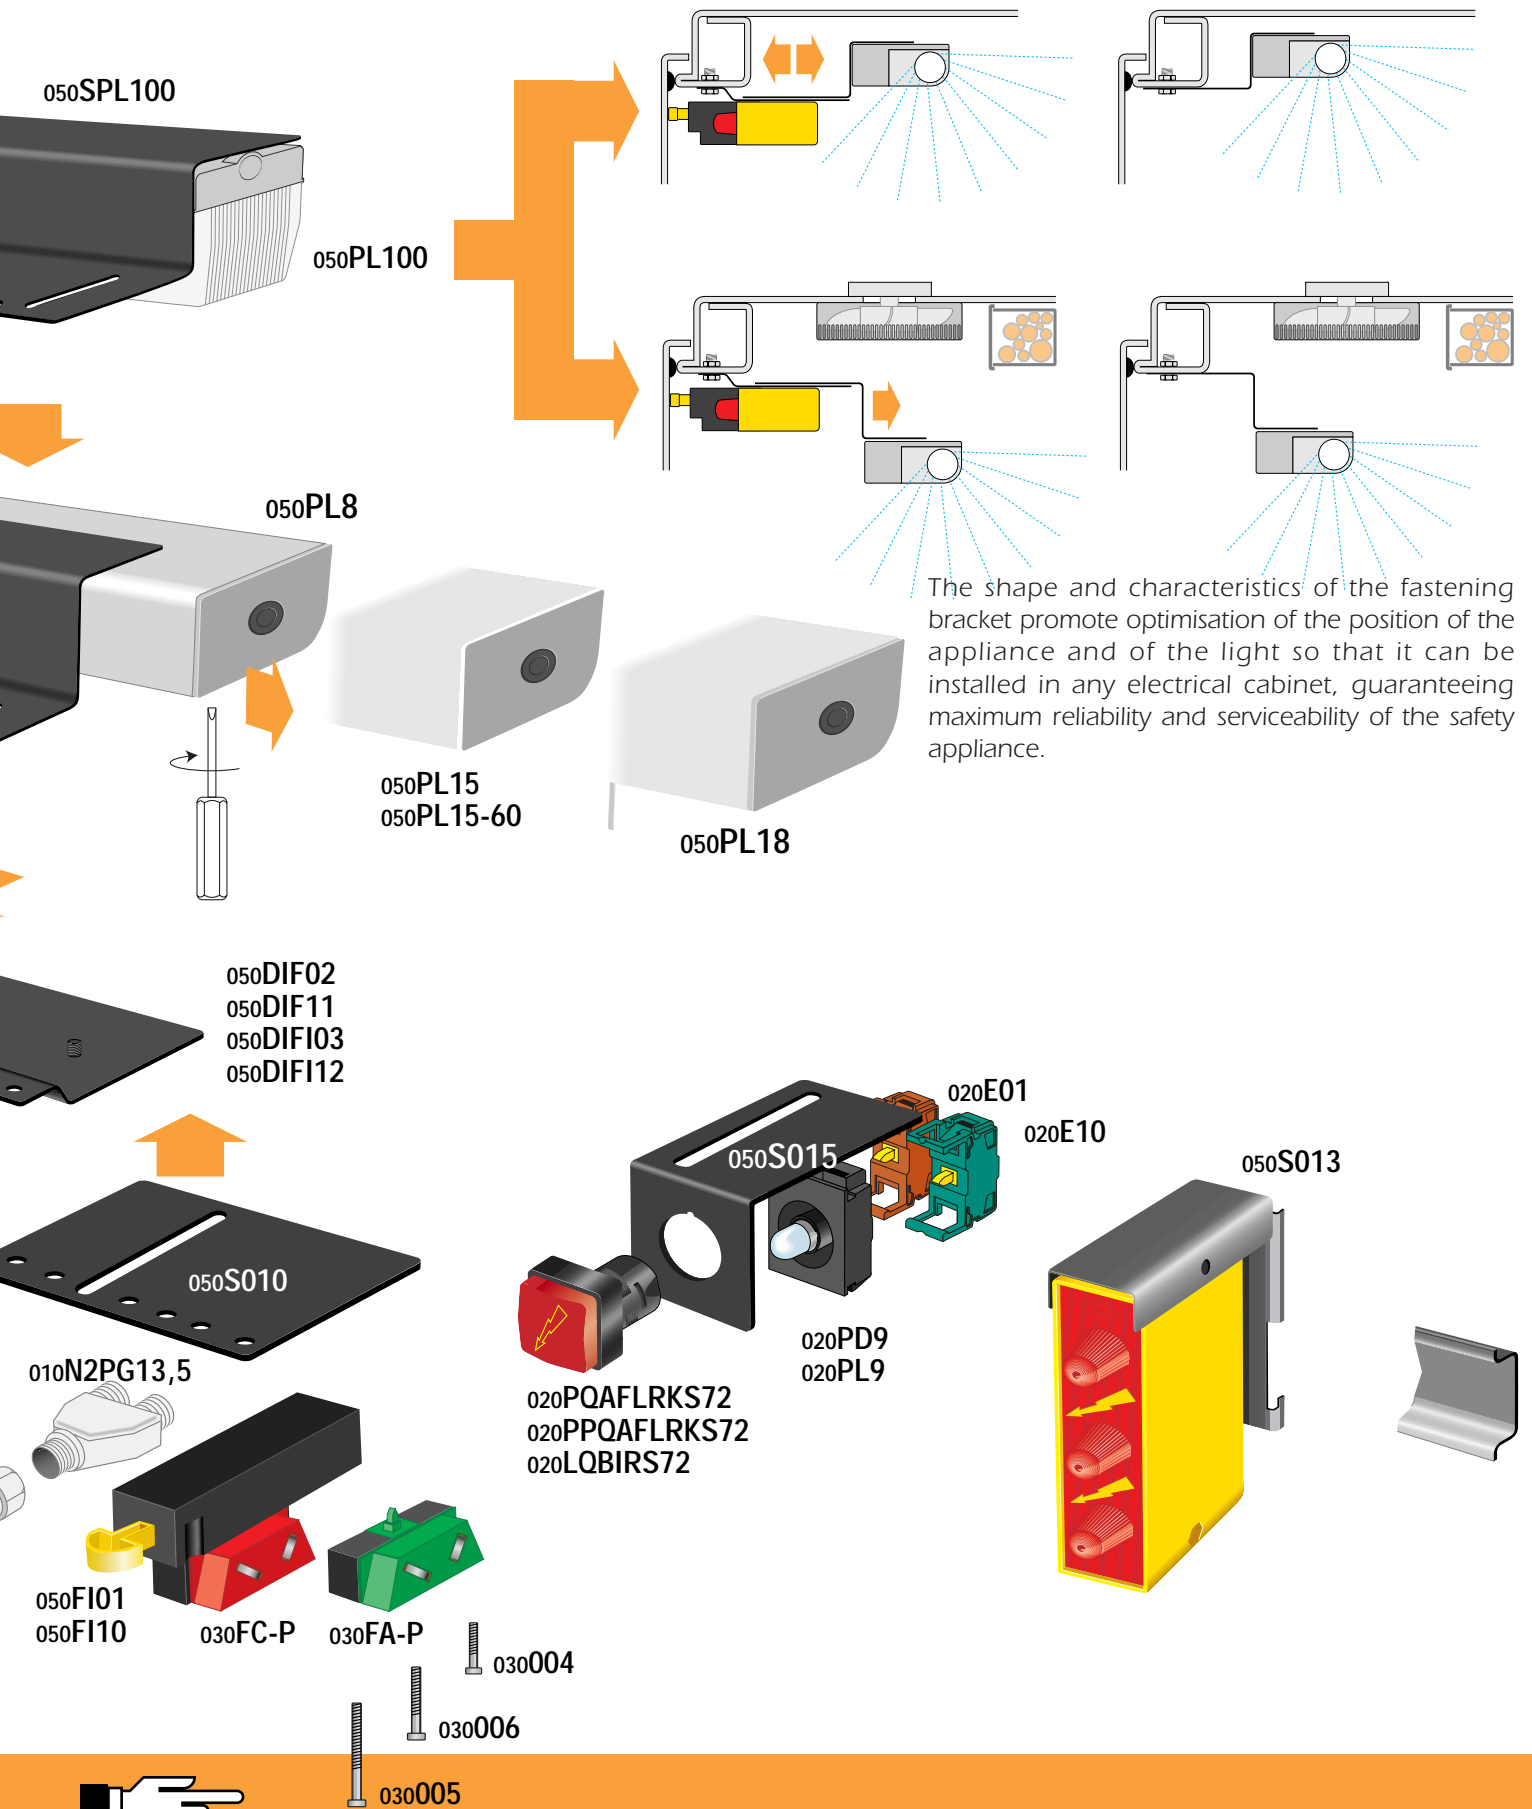 050SPL100
050PL100
050PL8
The shape and characteristics of the fastening
bracket promote optimisation of the position of the
appliance and of the light so that it can be
installed in any electrical cabinet, guaranteeing
maximum reliability and serviceability of the safety
appliance.
050PL15
050PL15-60
050PL18
050DIF02
050DIF11
050DIFI03
050DIFI12
020E01
020E10
050S015
050S013
050S010
020PD9
020PL9
010N2PG13,5
020PQAFLRKS72
020PPQAFLRKS72
020LQBIRS72
050FI01
050FI10
030FC-P
030FA-P
030004
030006
030005